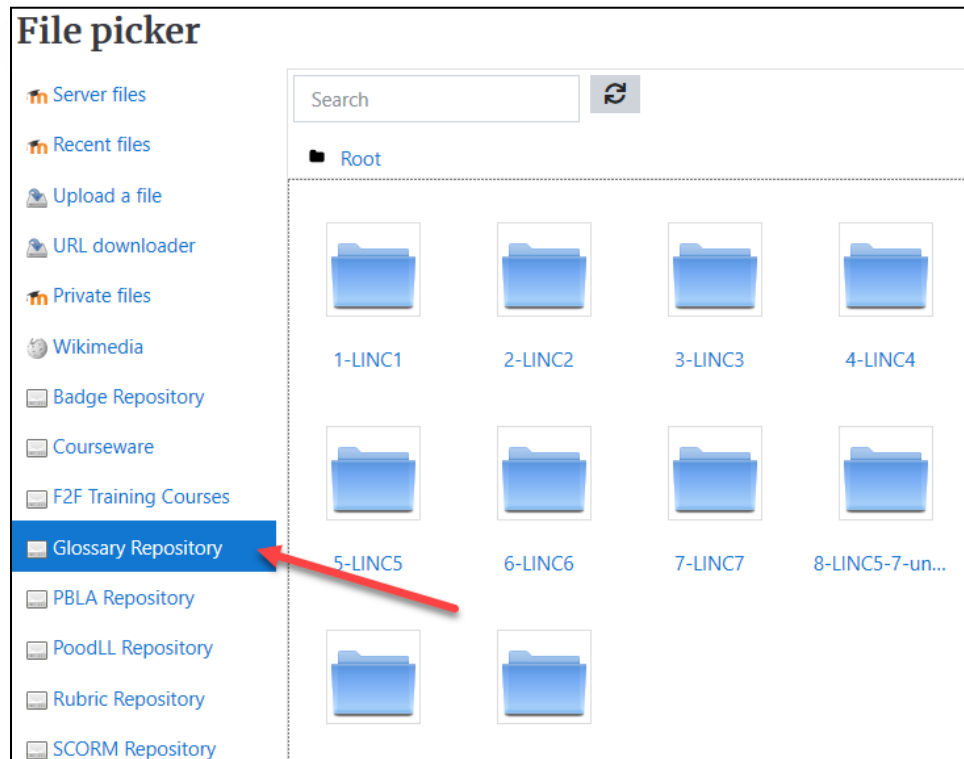 File picker
Server files
Recent files
Upload a file
URL downloader
Private files
Wikimedia
Badge Repository
Courseware
F2F Training Courses
Glossary Repository
PBLA Repository
PoodLL Repository
Rubric Repository
SCORM Repository
Search
Root
1-LINC1 2-LINC2 3-LINC3 4-LINC4
5-LINC5 6-LINC6 7-LINC7 8-LINC5-7-un...